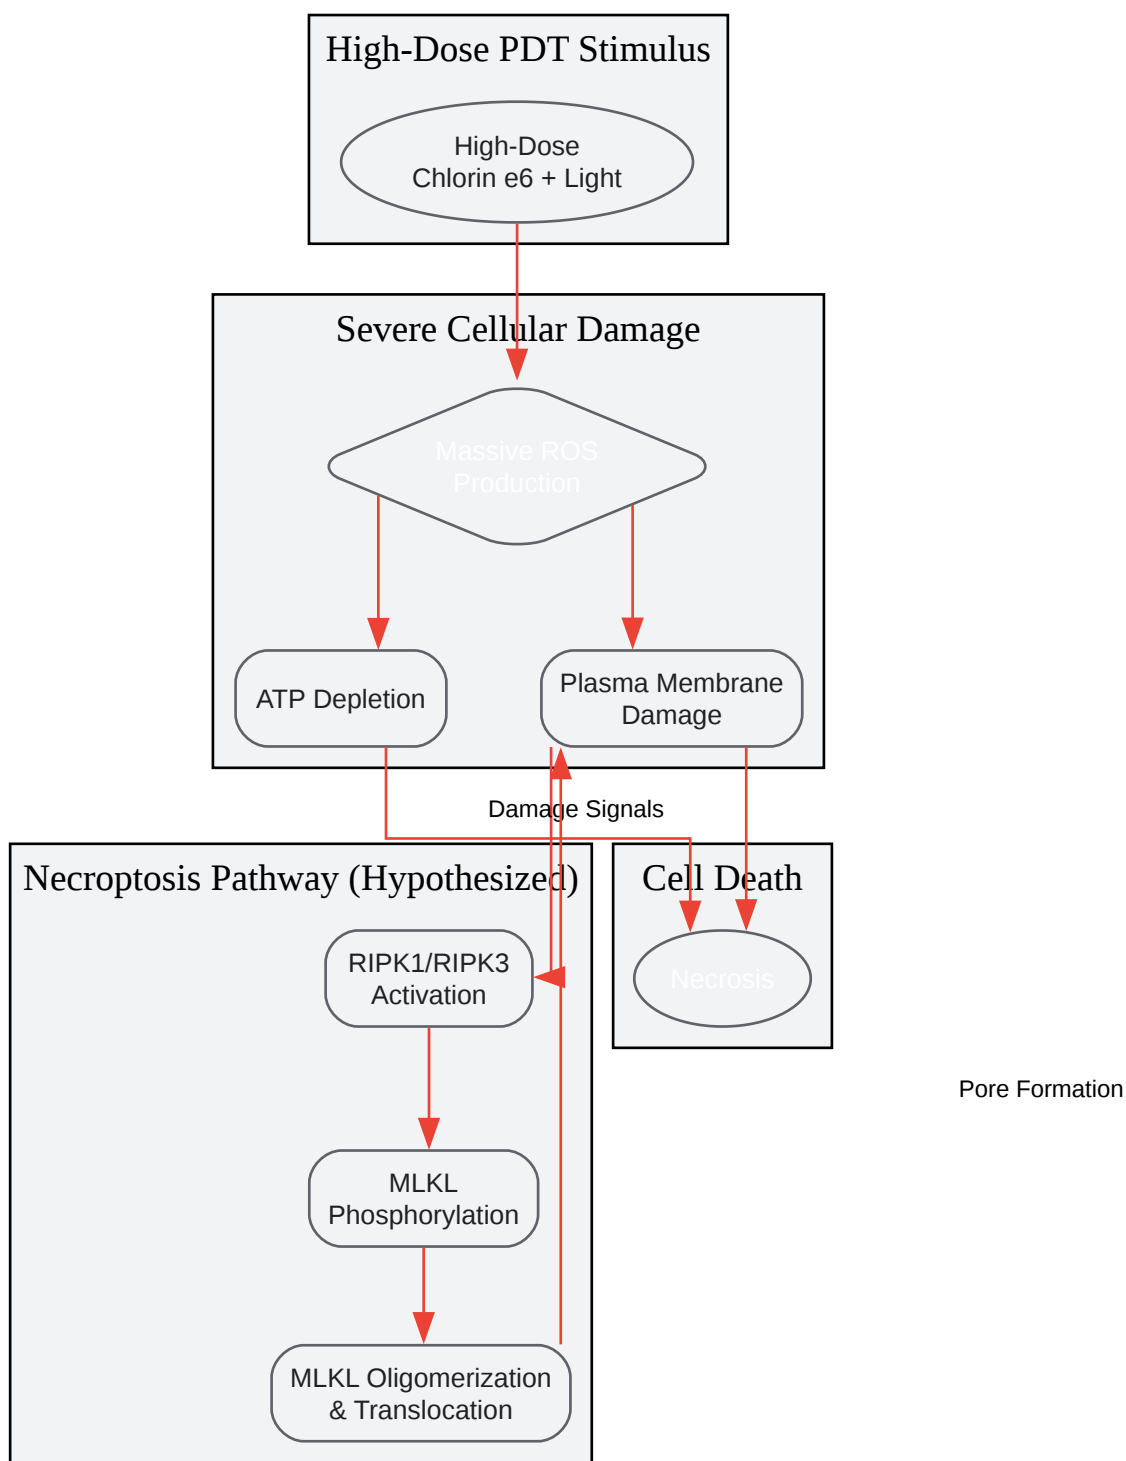 High-Dose PDT Stimulus
High-Dose
Chlorin e6 + Light
Severe Cellular Damage
Massive ROS
Production
ATP Depletion
Plasma Membrane
Damage
Damage Signals
Necroptosis Pathway (Hypothesized)
Cell Death
RIPK1/RIPK3
Activation
Necrosis
Pore Formation
MLKL
Phosphorylation
MLKL Oligomerization
& Translocation